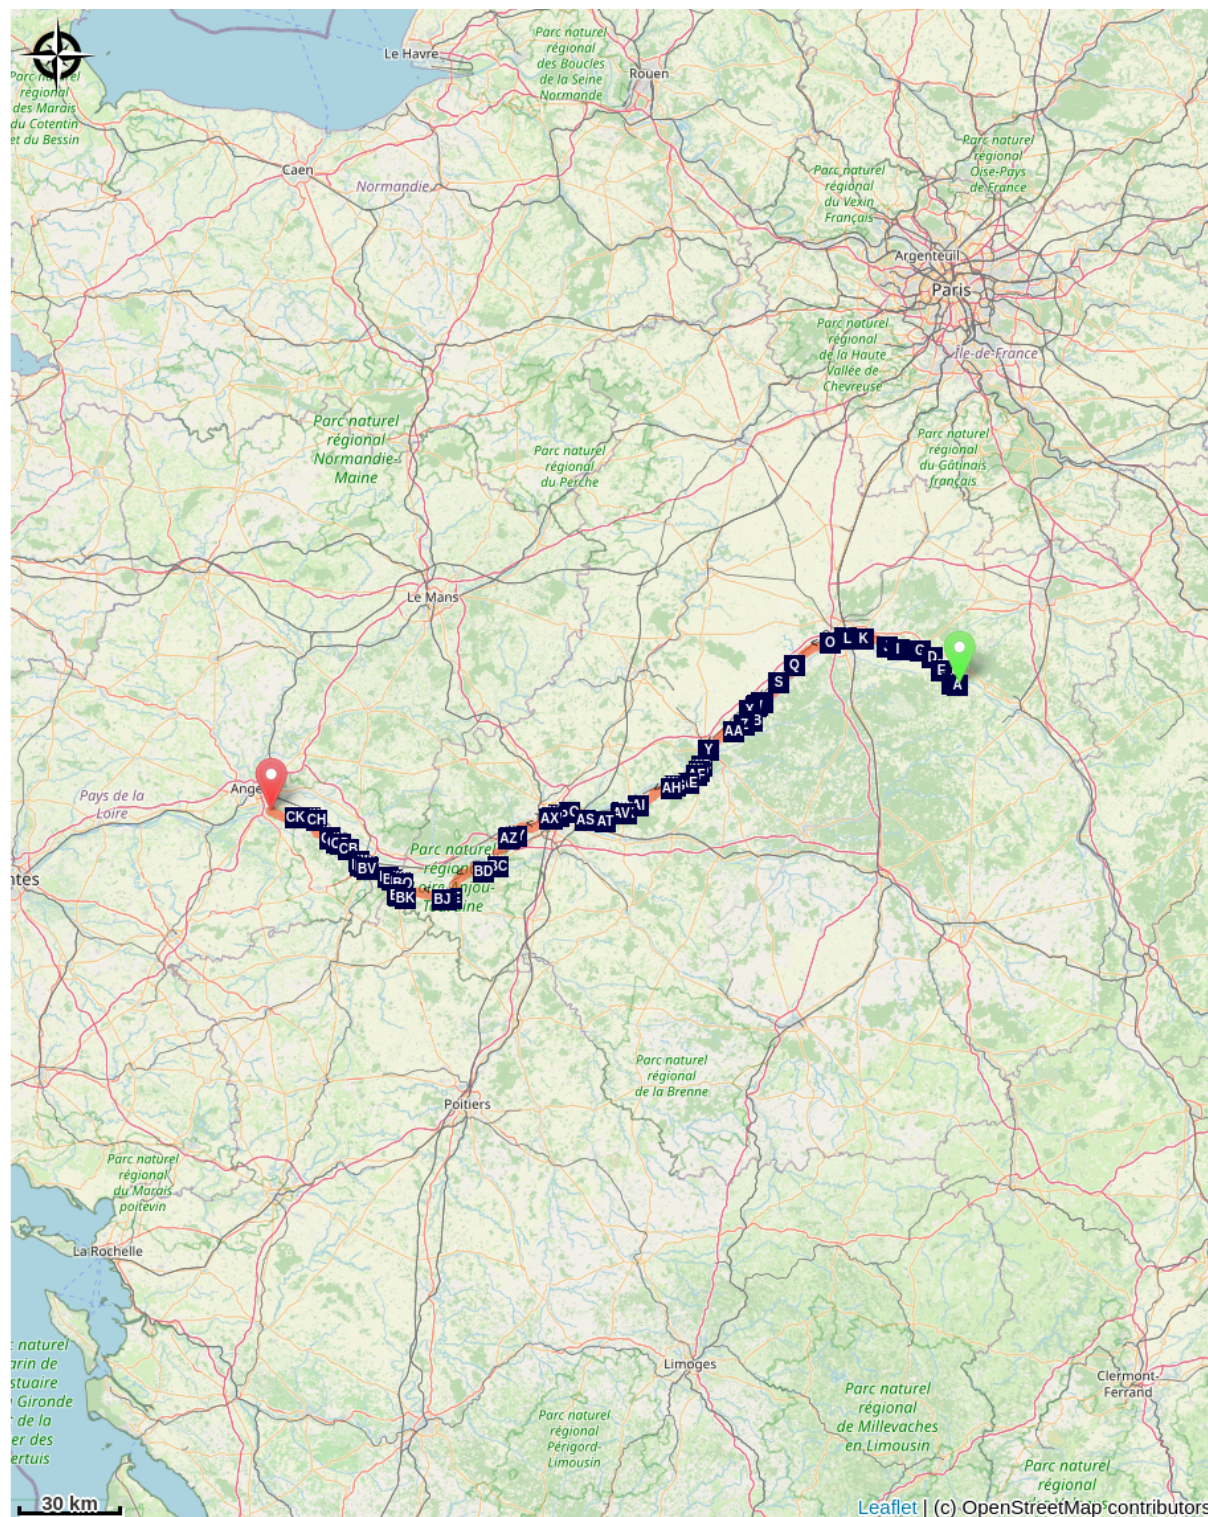 Le Havre
Parc naturel
régional
des Boucles
de la Seine
Normande
Rouen
Parc naturel
régional
des Marais
du Cotentin
et du Bessin
Caen
Normandie
Parc naturel
régional
Oise-Pays
de France
Parc naturel
régional
du Vexin
Français
Argenteuil
Paris
Parc naturel
régional
de la Haute
Vallée de
Chevreuse
Île-de-France
Parc naturel
régional
Normandie-
Maine
Parc naturel
régional
du Perche
Parc naturel
régional
du Gâtinais
français
Le Mans
O
L
K
I
G
D
E
A
Q
S
AA
B
Y
AH
E
AI
AV
AS
AT
AX
AZ
Pays de la
Loire
CK
CH
CB
BV
BQ
BK
BJ
E
BD
BC
Parc naturel
Poitiers
Parc naturel
régional
de la Brenne
Parc naturel
régional
du Marais
poitevin
La Rochelle
Limoges
Clermont-
Ferrand
Parc naturel
régional
de Millevaches
en Limousin
Parc naturel
régional
Périgord-
Limousin
Parc naturel
régional
30 km
Leaflet | (c) OpenStreetMap contributors